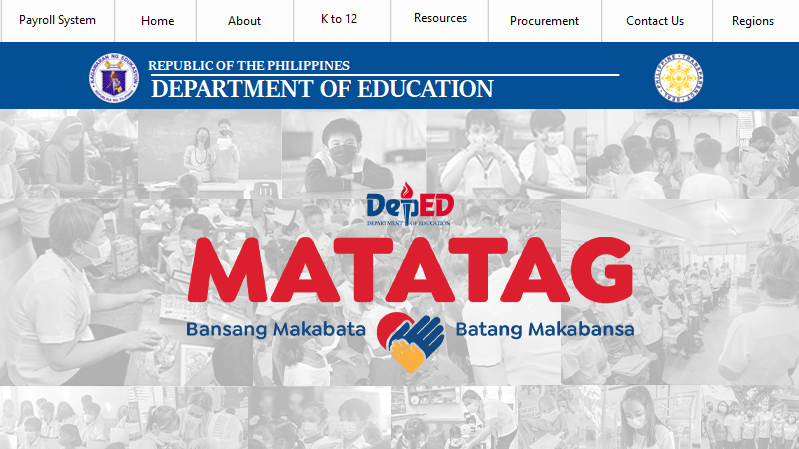 Payroll System Home About K to 12 Resources Procurement Contact Us Regions
REPUBLIC OF THE PHILIPPINES
DEPARTMENT OF EDUCATION
DepED
DEPARTMENT OF EDUCATION
MATATAG
Bansang Makabata Batang Makabansa